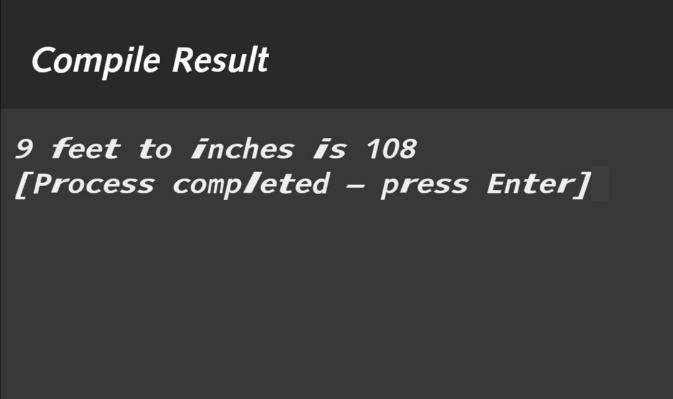 Compile Result
9 feet to inches is 108
[Process completed – press Enter]